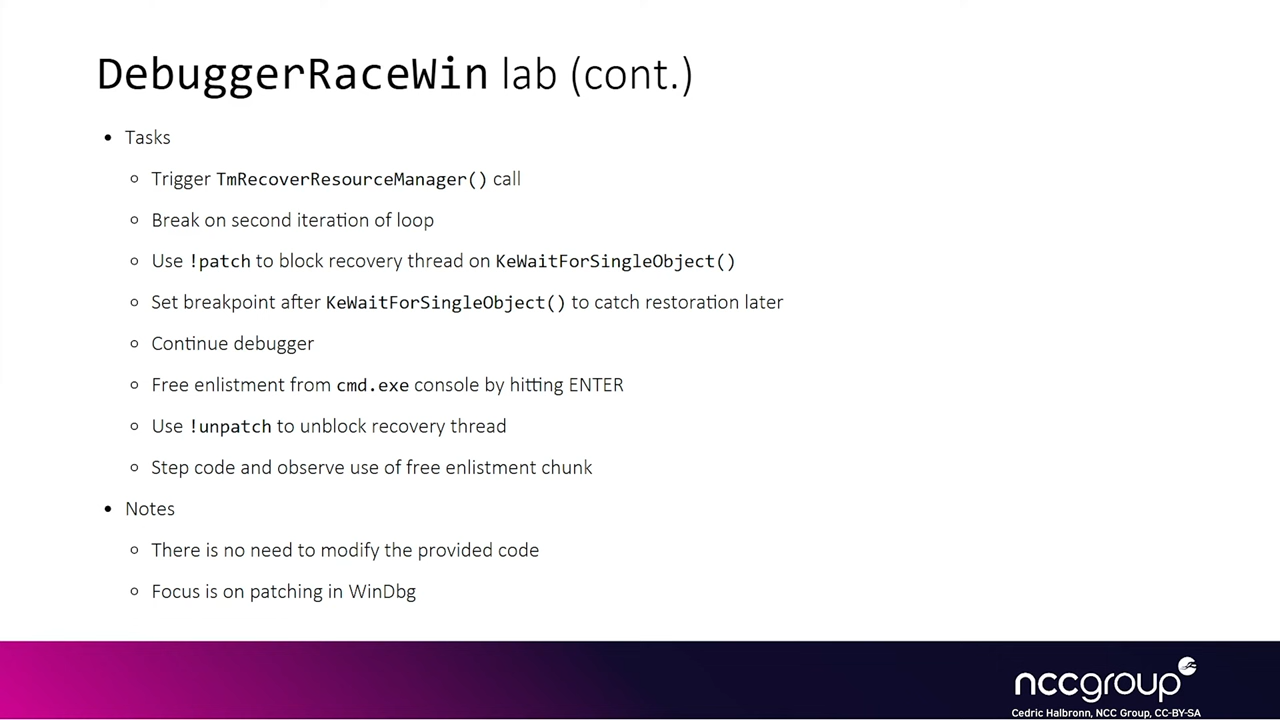 DebuggerRaceWin lab (cont.)
• Tasks
○ Trigger TmRecoverResourceManager() call
○ Break on second iteration of loop
○ Use !patch to block recovery thread on KeWaitForSingleObject()
○ Set breakpoint after KeWaitForSingleObject() to catch restoration later
○ Continue debugger
○ Free enlistment from cmd.exe console by hitting ENTER
○ Use !unpatch to unblock recovery thread
○ Step code and observe use of free enlistment chunk
• Notes
○ There is no need to modify the provided code
○ Focus is on patching in WinDbg
nccgroup
Cedric Halbronn, NCC Group, CC-BY-SA